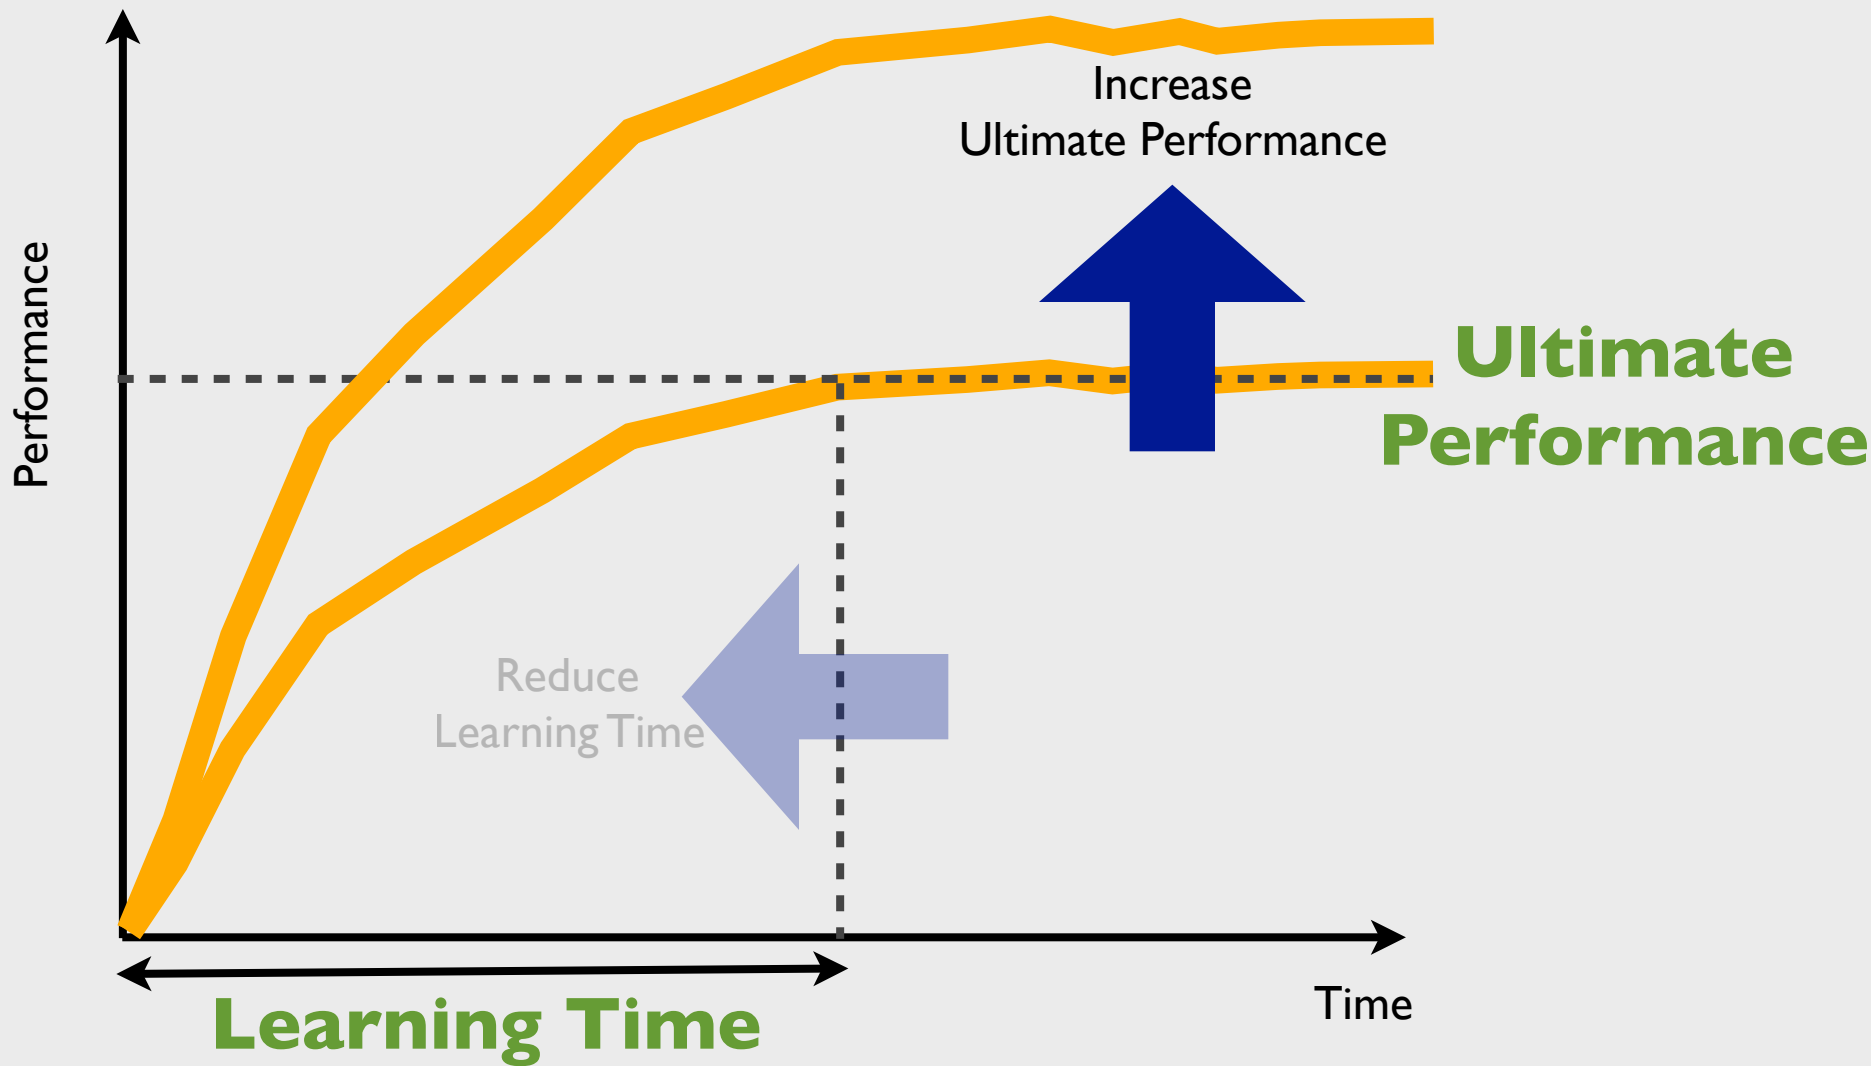 Increase
Ultimate Performance
Performance
Ultimate
Performance
Reduce
Learning Time
Time
Learning Time